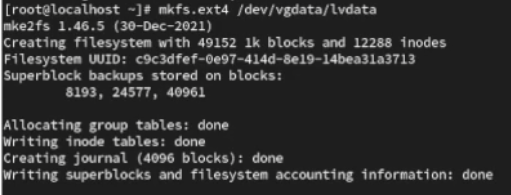 [root@localhost ~]# mkfs.ext4 /dev/vgdata/lvdata
mke2fs 1.46.5 (30-Dec-2021)
Creating filesystem with 49152 1k blocks and 12288 inodes
Filesystem UUID: c9c3dfef-0e97-414d-8e19-14bea31a3713
Superblock backups stored on blocks:
        8193, 24577, 40961

Allocating group tables: done
Writing inode tables: done
Creating journal (4096 blocks): done
Writing superblocks and filesystem accounting information: done